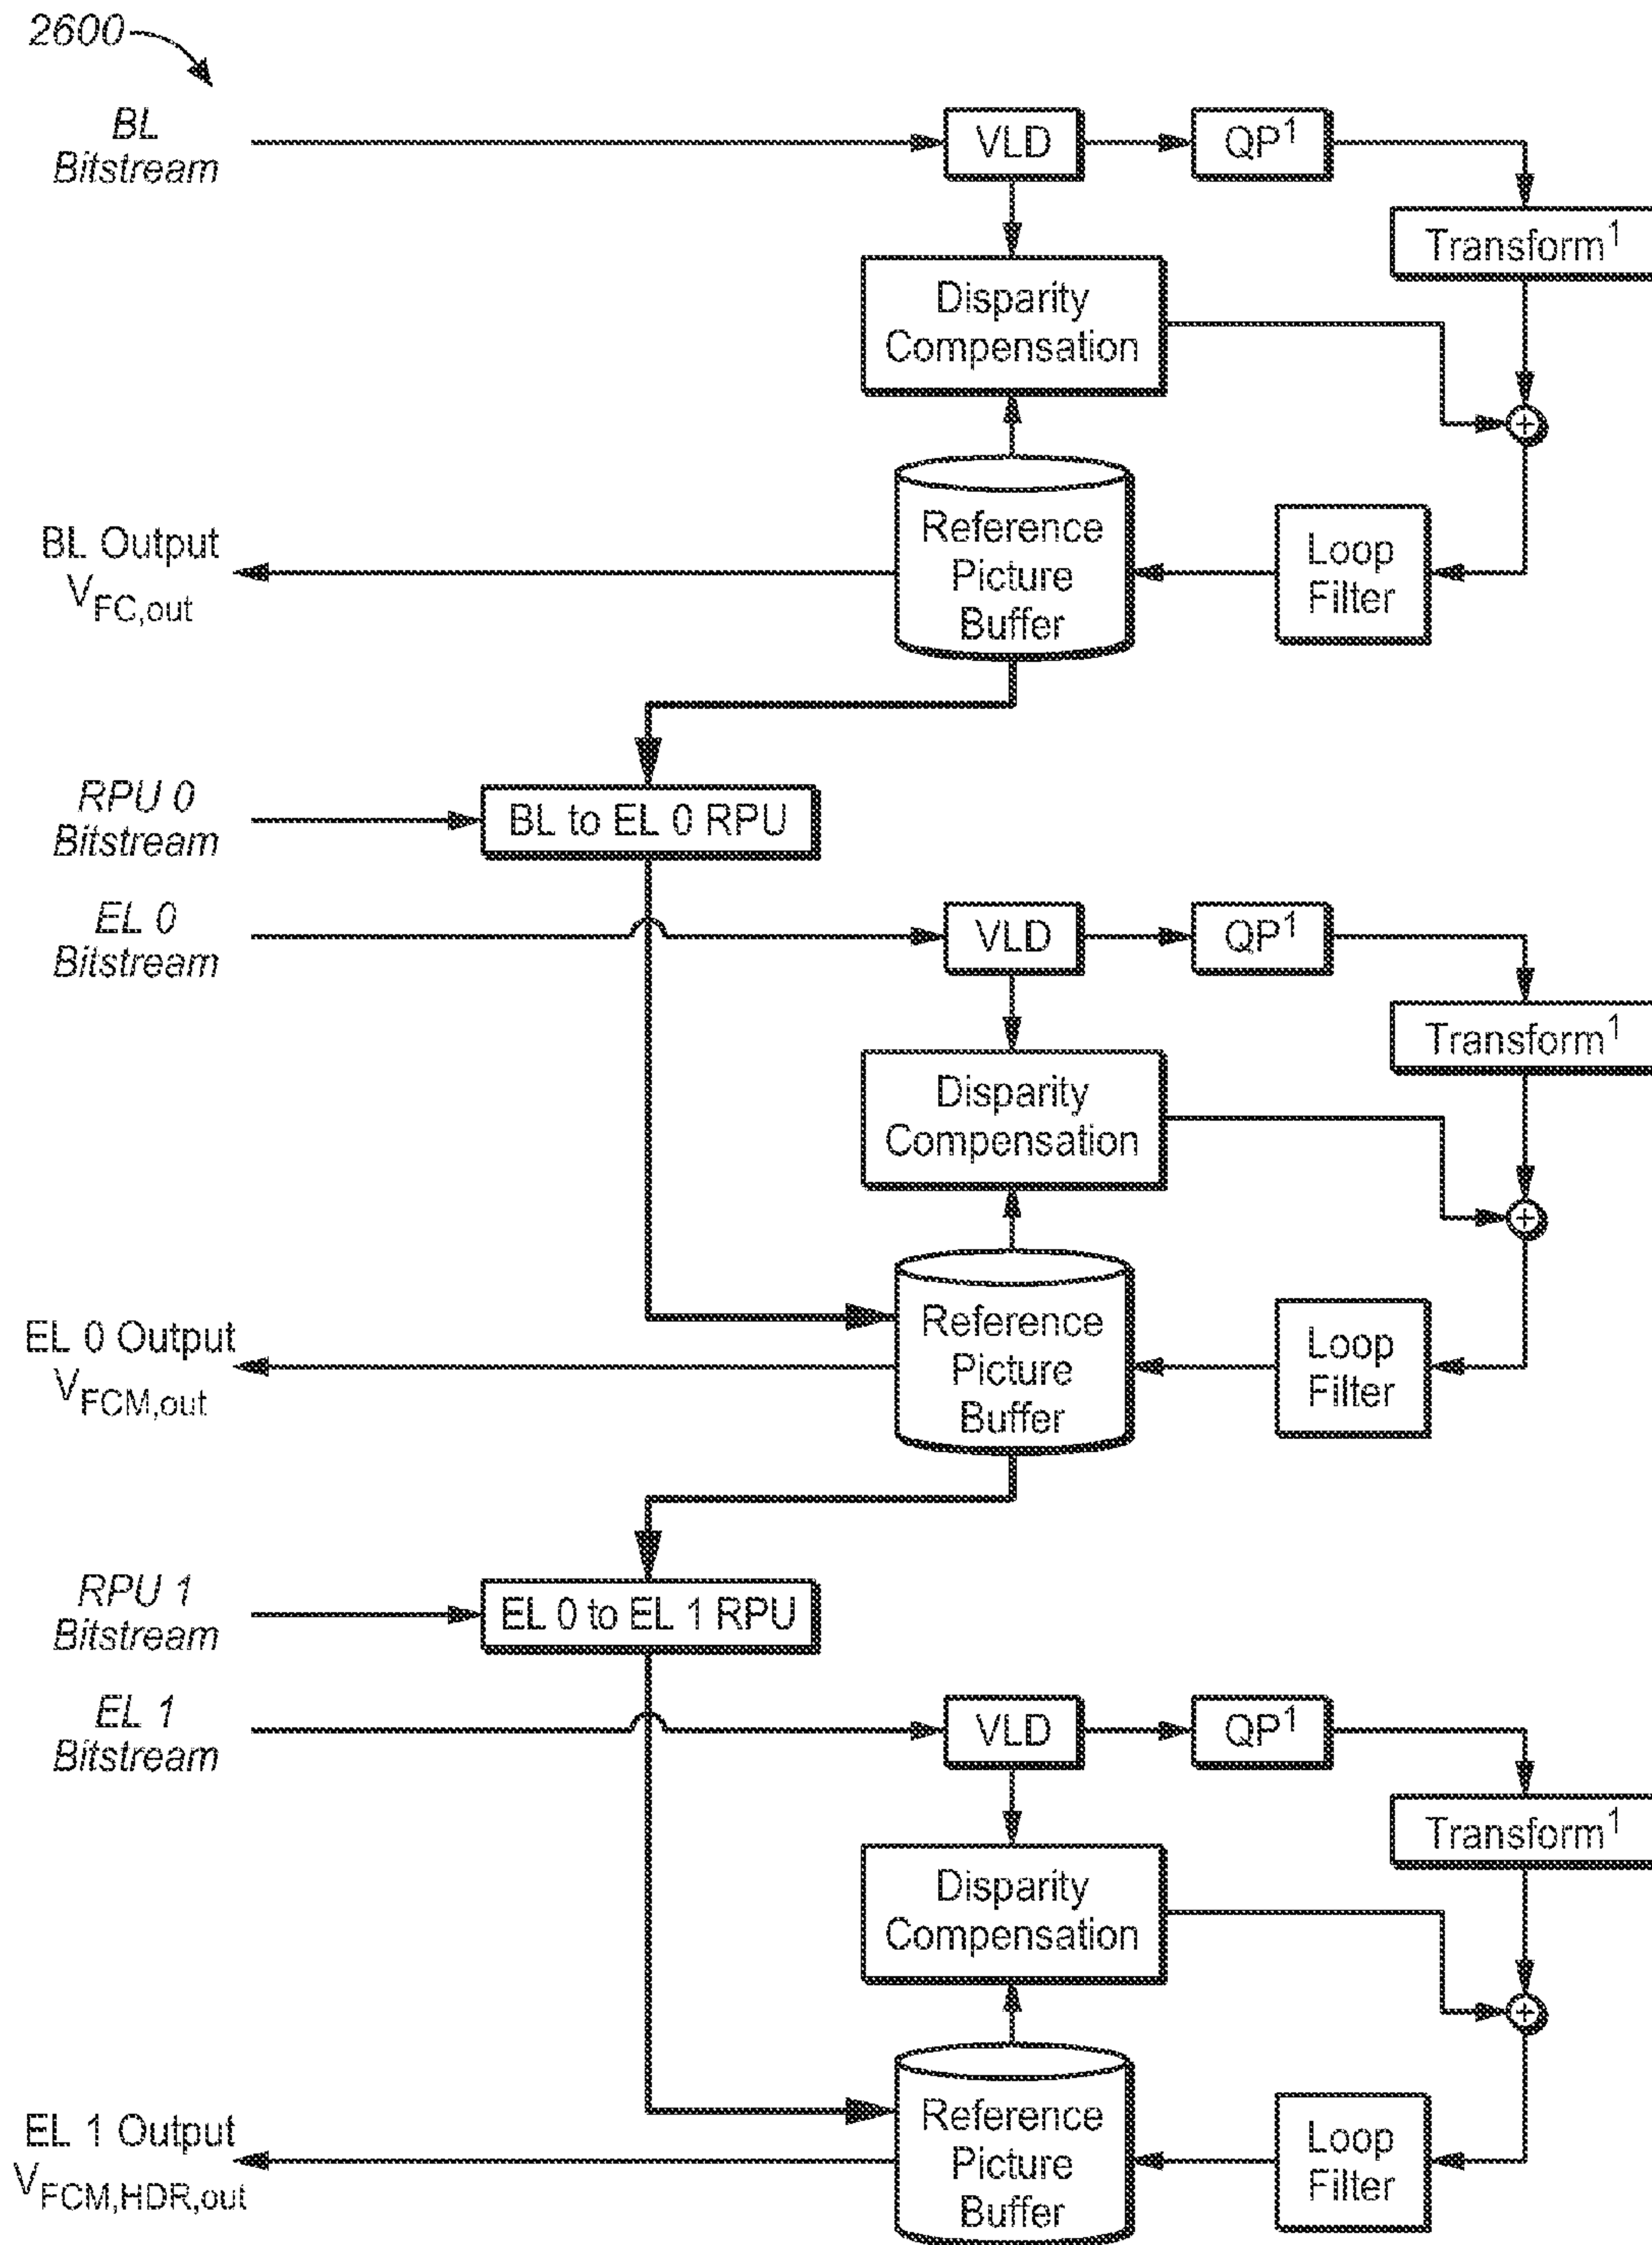 2600
BL
Bitstream
VLD
QP¹
Transform¹
Disparity
Compensation
Reference
Picture
Buffer
Loop
Filter
BL Output
V FC,out
RPU 0
Bitstream
BL to EL 0 RPU
EL 0
Bitstream
VLD
QP¹
Transform¹
Disparity
Compensation
Reference
Picture
Buffer
Loop
Filter
EL 0 Output
V FCM,out
RPU 1
Bitstream
EL 0 to EL 1 RPU
EL 1
Bitstream
VLD
QP¹
Transform¹
Disparity
Compensation
Reference
Picture
Buffer
Loop
Filter
EL 1 Output
V FCM,HDR,out